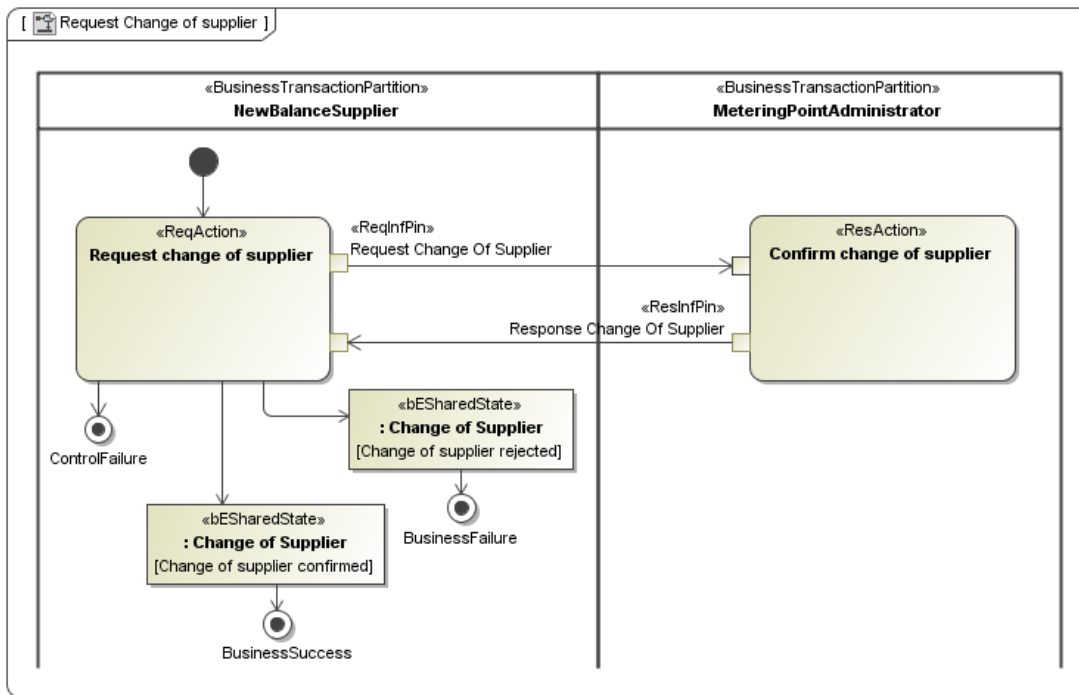 [ Request Change of supplier ]
«BusinessTransactionPartition»
NewBalanceSupplier
«BusinessTransactionPartition»
MeteringPointAdministrator
«ReqAction»
Request change of supplier
«ReqInfPin»
Request Change Of Supplier
«ResAction»
Confirm change of supplier
«ResInfPin»
Response Change Of Supplier
«bESharedState»
: Change of Supplier
[Change of supplier rejected]
ControlFailure
«bESharedState»
: Change of Supplier
[Change of supplier confirmed]
BusinessFailure
BusinessSuccess